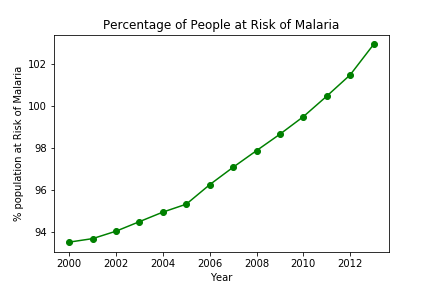 Percentage of People at Risk of Malaria
% population at Risk of Malaria
102
100
98
96
94
2000 2002 2004 2006 2008 2010 2012
Year